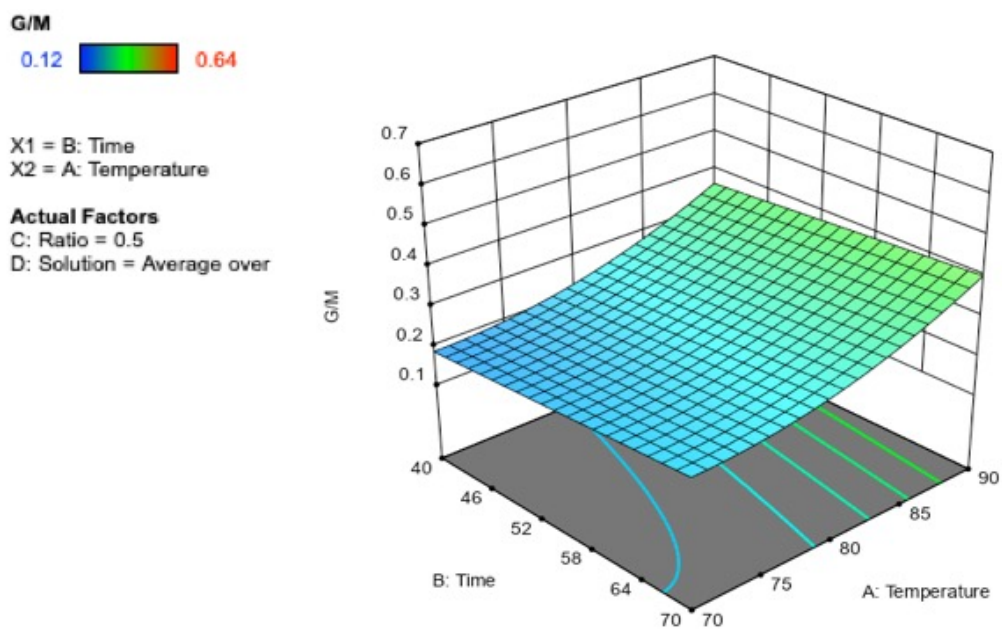 G/M
0.12 0.64
X1 = B: Time
X2 = A: Temperature
Actual Factors
C: Ratio = 0.5
D: Solution = Average over
0.7
0.6
0.5
0.4
0.3
0.2
0.1
G/M
40
46
52
58
64
70
B: Time
70
75
80
85
90
A: Temperature